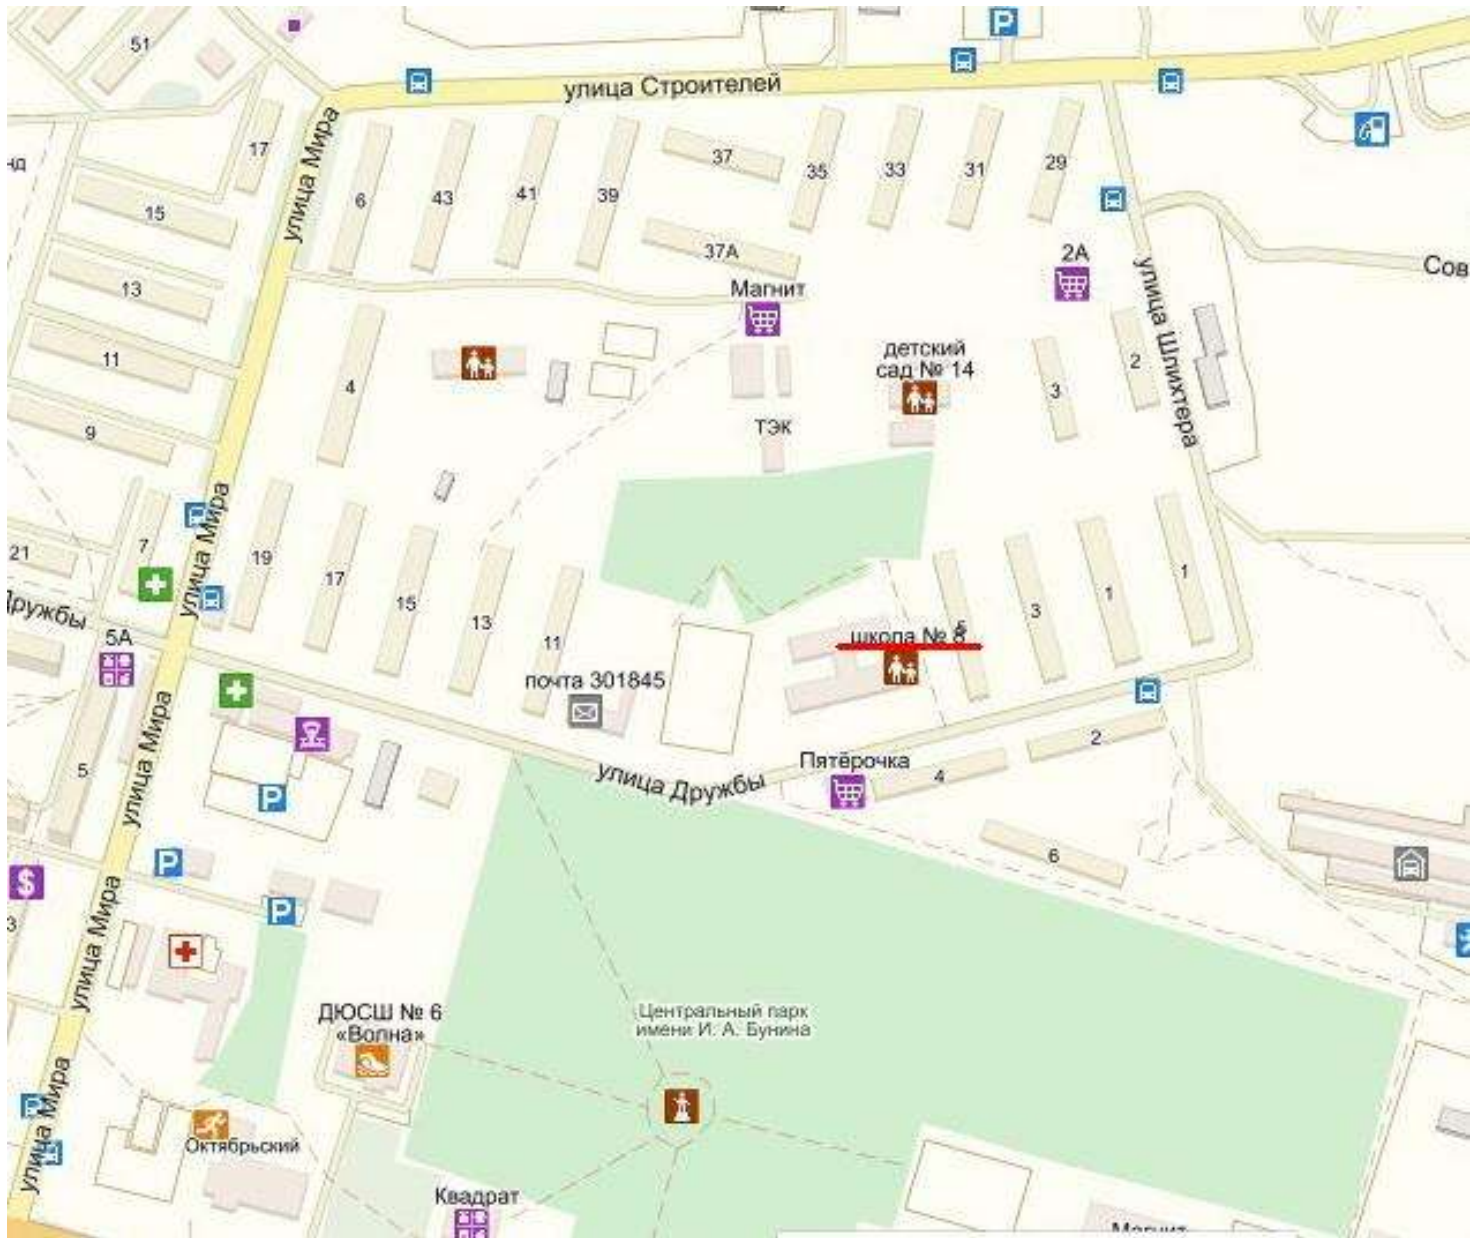 51
улица Строителей
17
улица Мира
6
43
41
39
37
35
33
31
29
15
37А
2А
13
Магнит
улица Шлихтера
Сов
11
4
детский
сад № 14
3
2
9
ТЭК
7
21
19
17
15
13
11
3
1
1
улица Мира
Дружбы
5А
школа № 8
почта 301845
5
улица Мира
улица Дружбы
Пятёрочка
4
2
6
P
P
P
P
$
3
улица Мира
ДЮСШ № 6
«Волна»
Центральный парк
имени И. А. Бунина
улица Мира
Октябрьский
Квадрат
Магнит